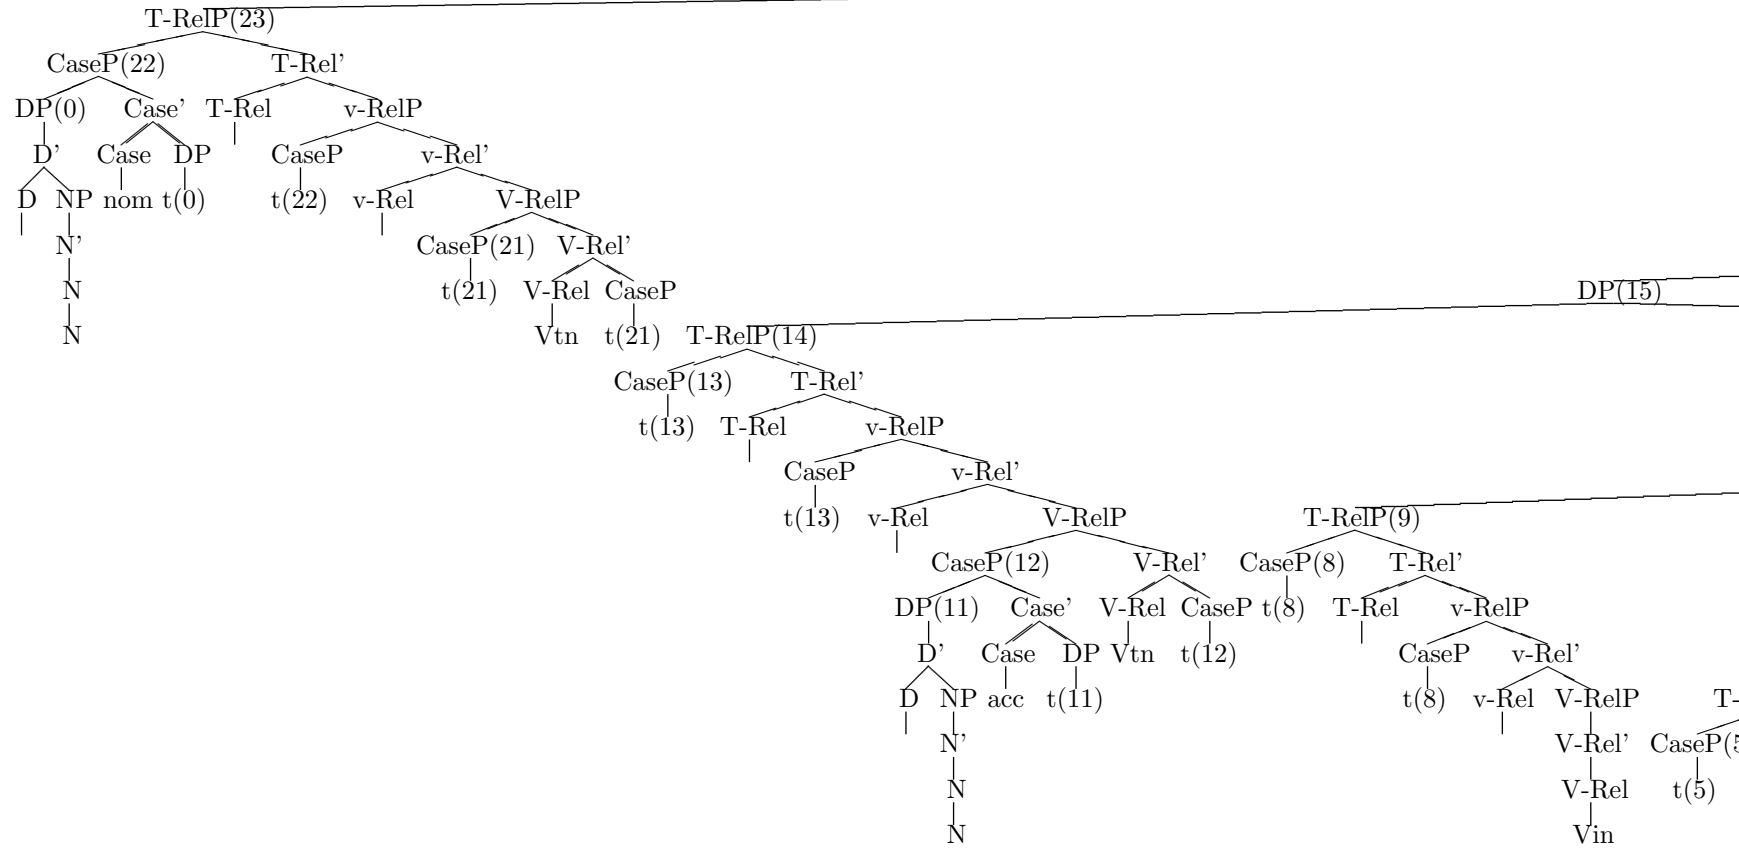 T-RelP(23)
CaseP(22) T-Rel’
DP(0) Case’ T-Rel v-RelP
D’ Case DP CaseP v-Rel’
D NP nom t(0) t(22) v-Rel V-RelP
N’ CaseP(21) V-Rel’
N t(21) V-Rel CaseP DP(15)
N Vtn t(21) T-RelP(14)
CaseP(13) T-Rel’
t(13) T-Rel v-RelP
CaseP v-Rel’
t(13) v-Rel V-RelP T-RelP(9)
CaseP(12) V-Rel’ CaseP(8) T-Rel’
DP(11) Case’ V-Rel CaseP t(8) T-Rel v-RelP
D’ Case DP Vtn t(12) CaseP v-Rel’
D NP acc t(11) t(8) v-Rel V-RelP T-
N’ V-Rel’ CaseP(5
N V-Rel t(5)
N Vin